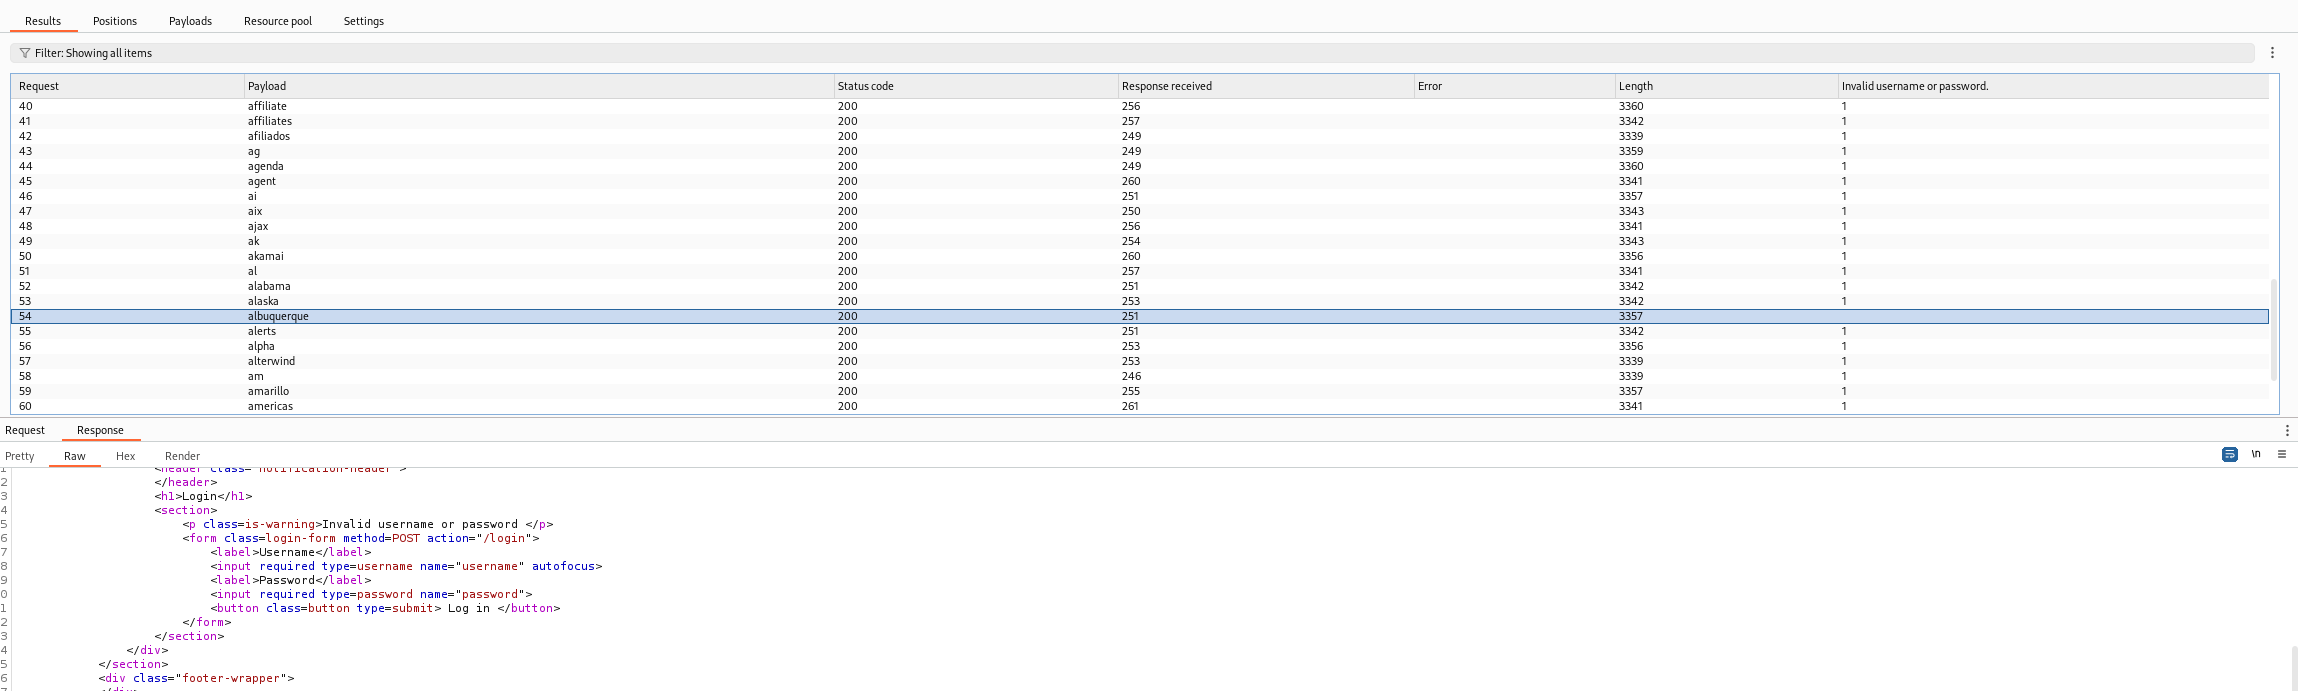 Results Positions Payloads Resource pool Settings
Filter: Showing all items
Request Payload Status code Response received Error Length Invalid username or password.
40 affiliate 200 256 3360 1
41 affiliates 200 257 3342 1
42 afiliados 200 249 3339 1
43 ag 200 249 3359 1
44 agenda 200 249 3360 1
45 agent 200 260 3341 1
46 ai 200 251 3357 1
47 aix 200 250 3343 1
48 ajax 200 256 3341 1
49 ak 200 254 3343 1
50 akamai 200 260 3356 1
51 al 200 257 3341 1
52 alabama 200 251 3342 1
53 alaska 200 253 3342 1
54 albuquerque 200 251 3357
55 alerts 200 251 3342 1
56 alpha 200 253 3356 1
57 alterwind 200 253 3339 1
58 am 200 246 3339 1
59 amarillo 200 255 3357 1
60 americas 200 261 3341 1
Request Response
Pretty Raw Hex Render \n
1 <header class="notification-header">
2 </header>
3 <h1>Login</h1>
4 <section>
5 <p class=is-warning>Invalid username or password </p>
6 <form class=login-form method=POST action="/login">
7 <label>Username</label>
8 <input required type=username name="username" autofocus>
9 <label>Password</label>
0 <input required type=password name="password">
1 <button class=button type=submit> Log in </button>
2 </form>
3 </section>
4 </div>
5 </section>
6 <div class="footer-wrapper">
7 </div>